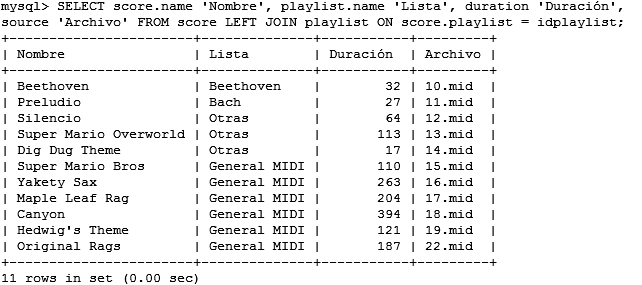 mysql> SELECT score.name 'Nombre', playlist.name 'Lista', duration 'Duración',
source 'Archivo' FROM score LEFT JOIN playlist ON score.playlist = idplaylist;
+------------------------+--------------+-----------+---------+
| Nombre                 | Lista        | Duración  | Archivo |
+------------------------+--------------+-----------+---------+
| Beethoven              | Beethoven    |        32 | 10.mid  |
| Preludio               | Bach         |        27 | 11.mid  |
| Silencio               | Otras        |        64 | 12.mid  |
| Super Mario Overworld  | Otras        |       113 | 13.mid  |
| Dig Dug Theme          | Otras        |        17 | 14.mid  |
| Super Mario Bros       | General MIDI |       110 | 15.mid  |
| Yakety Sax             | General MIDI |       263 | 16.mid  |
| Maple Leaf Rag         | General MIDI |       204 | 17.mid  |
| Canyon                 | General MIDI |       394 | 18.mid  |
| Hedwig's Theme         | General MIDI |       121 | 19.mid  |
| Original Rags          | General MIDI |       187 | 22.mid  |
+------------------------+--------------+-----------+---------+
11 rows in set (0.00 sec)